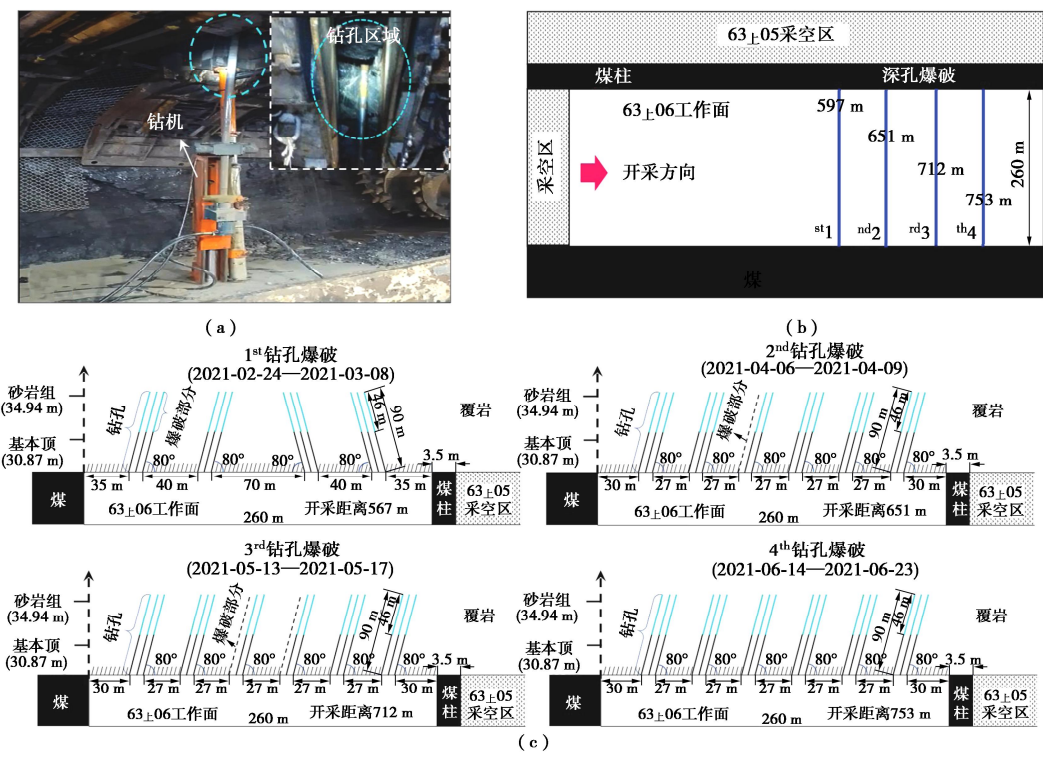 钻孔区域
钻机
(a)
63上05采空区
煤柱
深孔爆破
采空区
63上06工作面
开采方向
597 m
651 m
712 m
753 m
260 m
st1
nd2
rd3
th4
煤
(b)
1st钻孔爆破
(2021-02-24—2021-03-08)
砂岩组
(34.94 m)
基本顶
(30.87 m)
钻孔
爆破部分
46 m
90 m
覆岩
80° 80° 80° 80°
3.5 m
35 m 40 m 70 m 40 m 35 m
煤
63上06工作面
260 m
开采距离567 m
煤柱
63上05
采空区
2nd钻孔爆破
(2021-04-06—2021-04-09)
砂岩组
(34.94 m)
基本顶
(30.87 m)
钻孔
爆破部分
90 m
46 m
覆岩
80° 80° 80° 80° 80° 80°
3.5 m
30 m 27 m 27 m 27 m 27 m 27 m 30 m
煤
63上06工作面
260 m
开采距离651 m
煤柱
63上05
采空区
3rd钻孔爆破
(2021-05-13—2021-05-17)
砂岩组
(34.94 m)
基本顶
(30.87 m)
钻孔
爆破部分
90 m
46 m
覆岩
80° 80° 80° 80° 80° 80°
3.5 m
30 m 27 m 27 m 27 m 27 m 27 m 30 m
煤
63上06工作面
260 m
开采距离712 m
煤柱
63上05
采空区
4th钻孔爆破
(2021-06-14—2021-06-23)
砂岩组
(34.94 m)
基本顶
(30.87 m)
钻孔
90 m
46 m
覆岩
80° 80° 80° 80° 80° 80°
3.5 m
30 m 27 m 27 m 27 m 27 m 27 m 30 m
煤
63上06工作面
260 m
开采距离753 m
煤柱
63上05
采空区
(c)